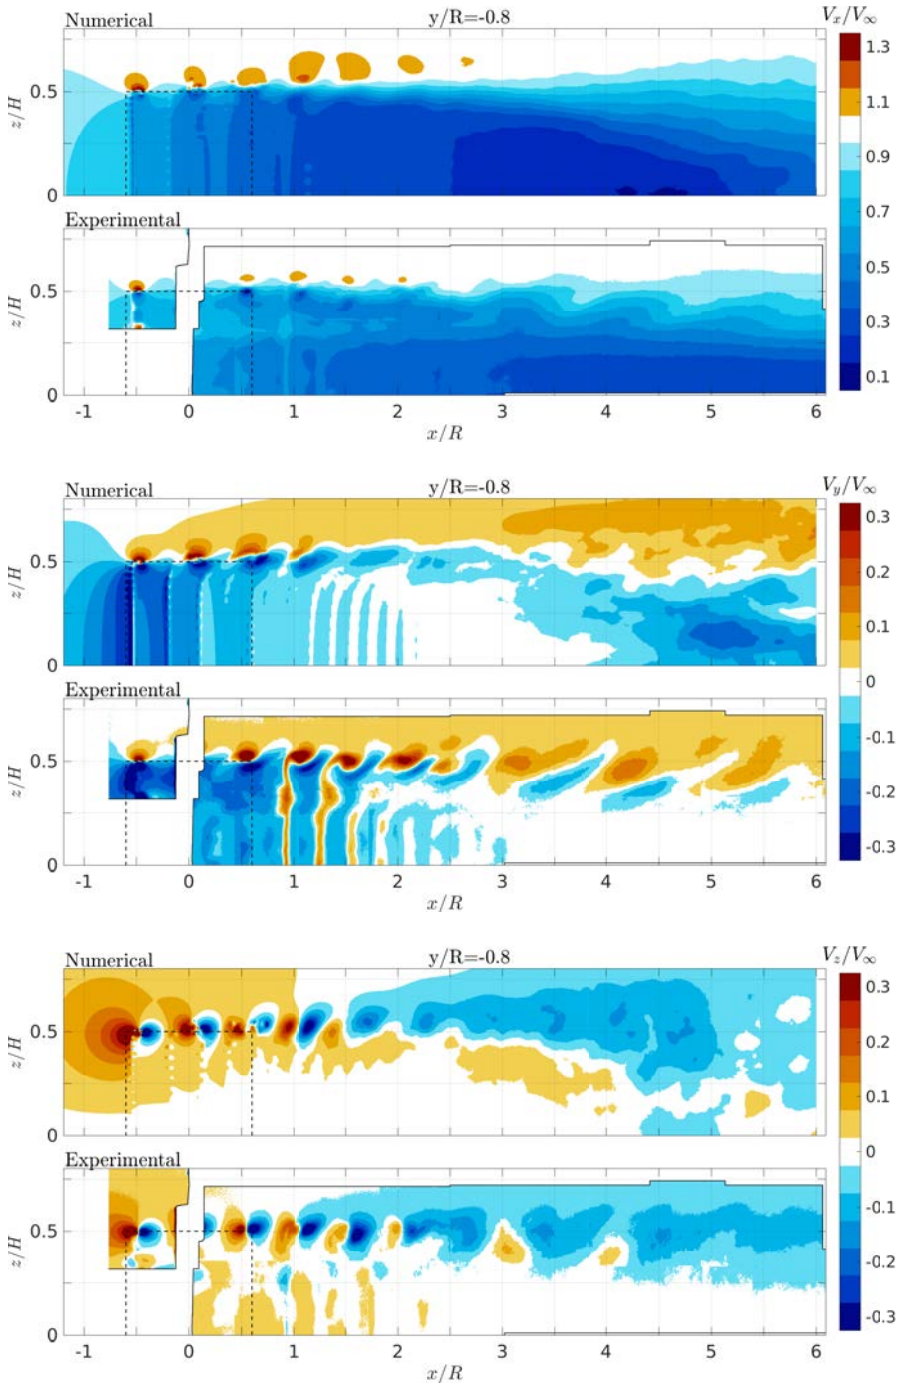 Numerical y/R=-0.8 V_x/V_∞
1.3
1.1
0.9
0.7
0.5
0.3
0.1
z/H
0.5
0
Experimental
z/H
0.5
0
-1 0 1 2 3 4 5 6
x/R
Numerical y/R=-0.8 V_y/V_∞
0.3
0.2
0.1
0
-0.1
-0.2
-0.3
z/H
0.5
0
Experimental
z/H
0.5
0
-1 0 1 2 3 4 5 6
x/R
Numerical y/R=-0.8 V_z/V_∞
0.3
0.2
0.1
0
-0.1
-0.2
-0.3
z/H
0.5
0
Experimental
z/H
0.5
0
-1 0 1 2 3 4 5 6
x/R